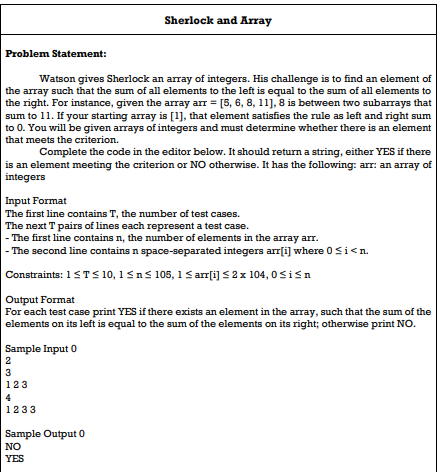 Sherlock and Array
Problem Statement:
Watson gives Sherlock an array of integers. His challenge is to find an element of
the array such that the sum of all elements to the left is equal to the sum of all elements to
the right. For instance, given the array arr = [5, 6, 8, 11], 8 is between two subarrays that
sum to 11. If your starting array is [1], that element satisfies the rule as left and right sum
to 0. You will be given arrays of integers and must determine whether there is an element
that meets the criterion.
Complete the code in the editor below. It should return a string, either YES if there
is an element meeting the criterion or NO otherwise. It has the following: arr: an array of
integers
Input Format
The first line contains T, the number of test cases.
The next T pairs of lines each represent a test case.
- The first line contains n, the number of elements in the array arr.
- The second line contains n space-separated integers arr[i] where 0 ≤ i < n.
Constraints: 1 ≤ T ≤ 10, 1 ≤ n ≤ 105, 1 ≤ arr[i] ≤ 2 x 104, 0 ≤ i ≤ n
Output Format
For each test case print YES if there exists an element in the array, such that the sum of the
elements on its left is equal to the sum of the elements on its right; otherwise print NO.
Sample Input 0
2
3
1 2 3
4
1 2 3 3
Sample Output 0
NO
YES